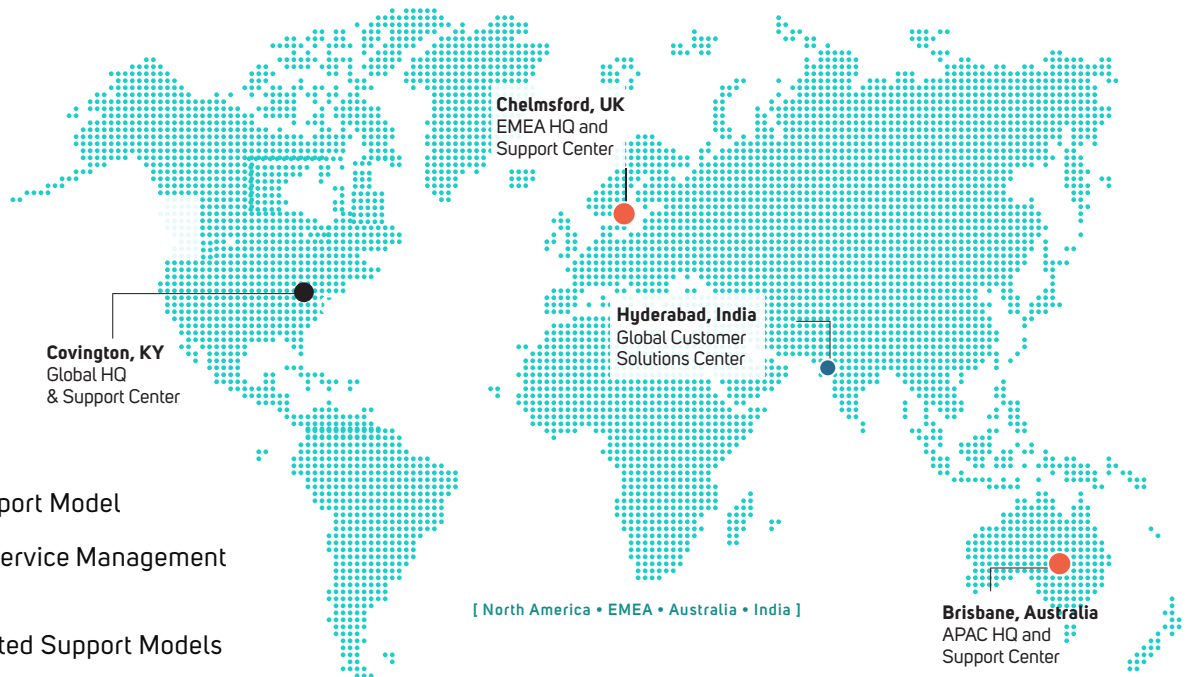 Chelmsford, UK
EMEA HQ and
Support Center
Hyderabad, India
Global Customer
Solutions Center
Covington, KY
Global HQ
& Support Center
port Model
ervice Management
ted Support Models
[ North America • EMEA • Australia • India ]
Brisbane, Australia
APAC HQ and
Support Center